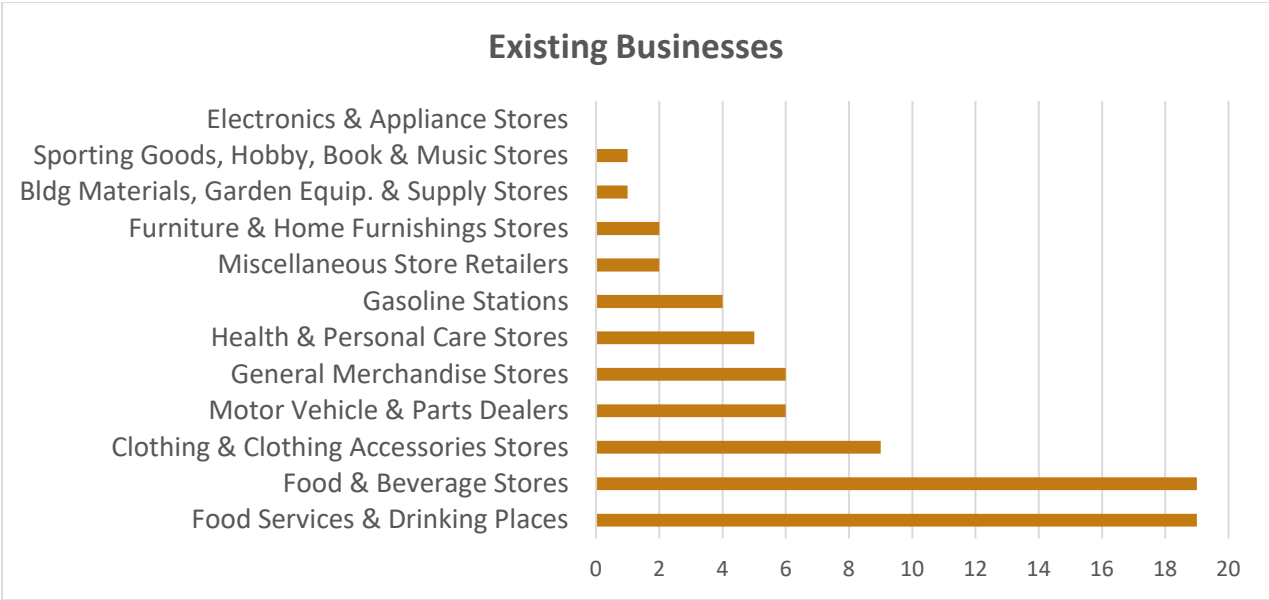 Existing Businesses
Electronics & Appliance Stores
Sporting Goods, Hobby, Book & Music Stores
Bldg Materials, Garden Equip. & Supply Stores
Furniture & Home Furnishings Stores
Miscellaneous Store Retailers
Gasoline Stations
Health & Personal Care Stores
General Merchandise Stores
Motor Vehicle & Parts Dealers
Clothing & Clothing Accessories Stores
Food & Beverage Stores
Food Services & Drinking Places
0 2 4 6 8 10 12 14 16 18 20